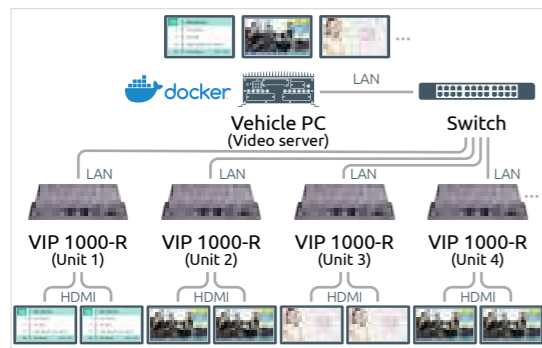 ...
LAN
docker
Vehicle PC
(Video server)
Switch
LAN LAN LAN LAN
...
VIP 1000-R VIP 1000-R VIP 1000-R VIP 1000-R
(Unit 1) (Unit 2) (Unit 3) (Unit 4)
HDMI HDMI HDMI HDMI